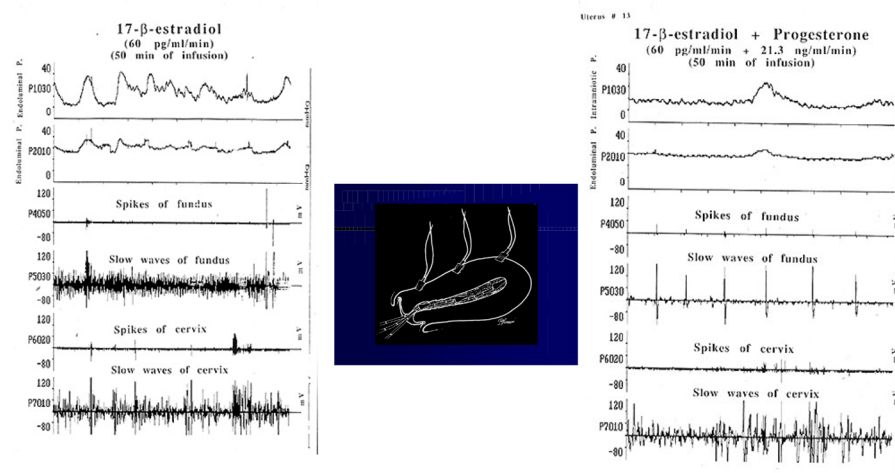 17-β-estradiol
(60 pg/ml/min)
(50 min of infusion)
Endoluminal P.
40
P1030
0
Endoluminal P.
40
P2010
0
120
P4050
-80
Spikes of fundus
mV
120
P5030
-80
Slow waves of fundus
mV
120
P6020
-80
Spikes of cervix
mV
120
P7010
-80
Slow waves of cervix
mV
Uterus # 13
17-β-estradiol + Progesterone
(60 pg/ml/min + 21.3 ng/ml/min)
(50 min of infusion)
Intramniotic P.
40
P1030
0
Endoluminal P.
40
P2010
0
120
P4050
-80
Spikes of fundus
120
P5030
-80
Slow waves of fundus
120
P6020
-80
Spikes of cervix
120
P7010
-80
Slow waves of cervix